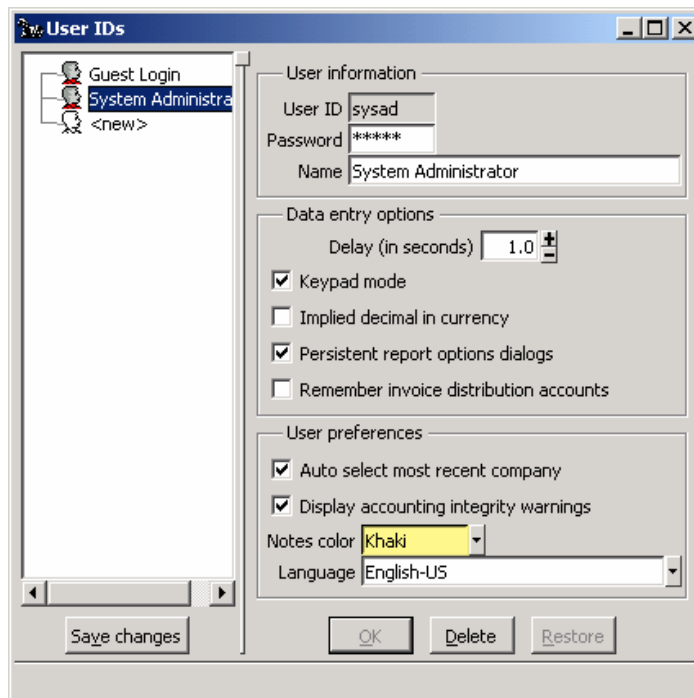 User IDs
Guest Login
System Administra
<new>
Save changes
User information
User ID sysad
Password *****
Name System Administrator
Data entry options
Delay (in seconds) 1.0
Keypad mode
Implied decimal in currency
Persistent report options dialogs
Remember invoice distribution accounts
User preferences
Auto select most recent company
Display accounting integrity warnings
Notes color Khaki
Language English-US
OK Delete Restore